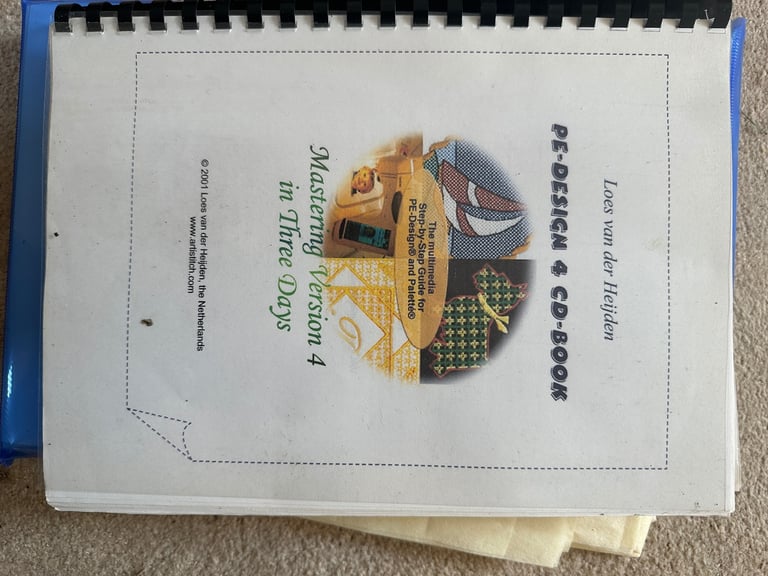 Loes van der Heijden
PE-DESIGN 4 CD-BOOK
The multimedia
Step-by-Step Guide for
PE-Design® and Palette®
Mastering Version 4
in Three Days
© 2001 Loes van der Heijden, the Netherlands
www.artistitch.com